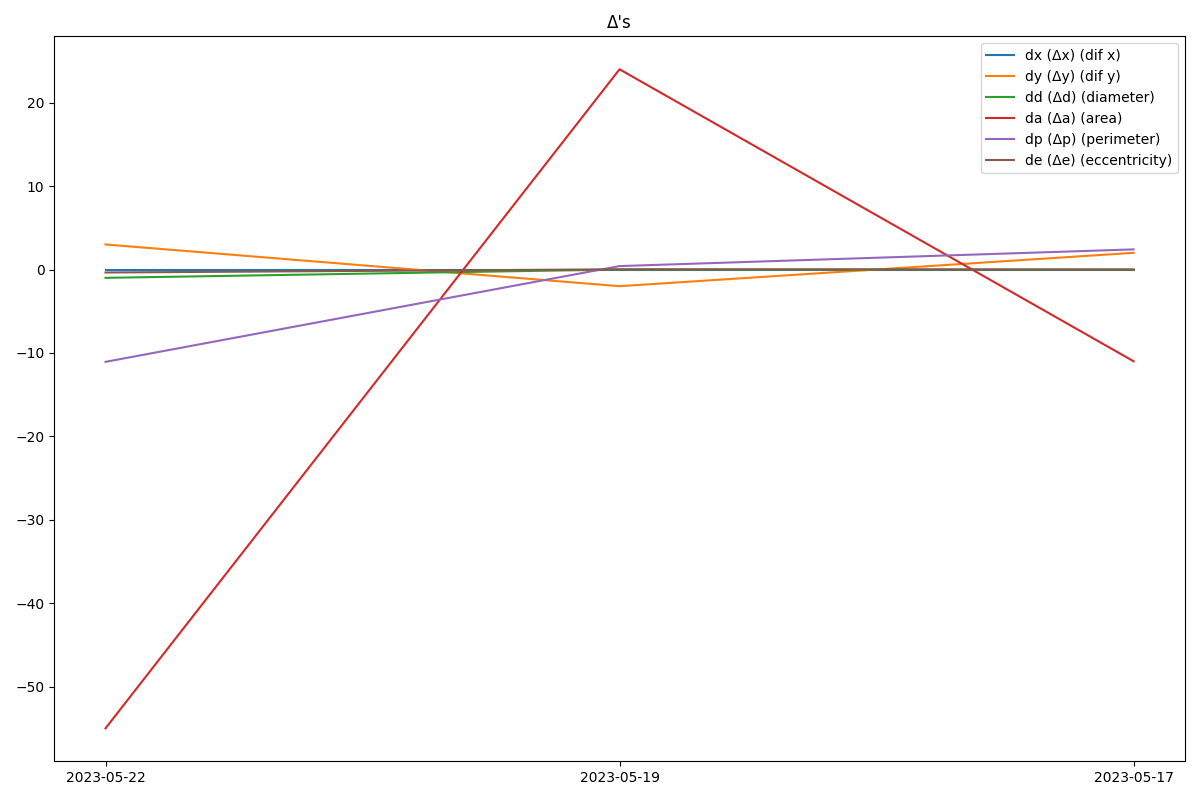 Δ's
dx (Δx) (dif x)
dy (Δy) (dif y)
dd (Δd) (diameter)
da (Δa) (area)
dp (Δp) (perimeter)
de (Δe) (eccentricity)
20
10
0
−10
−20
−30
−40
−50
2023-05-22 2023-05-19 2023-05-17